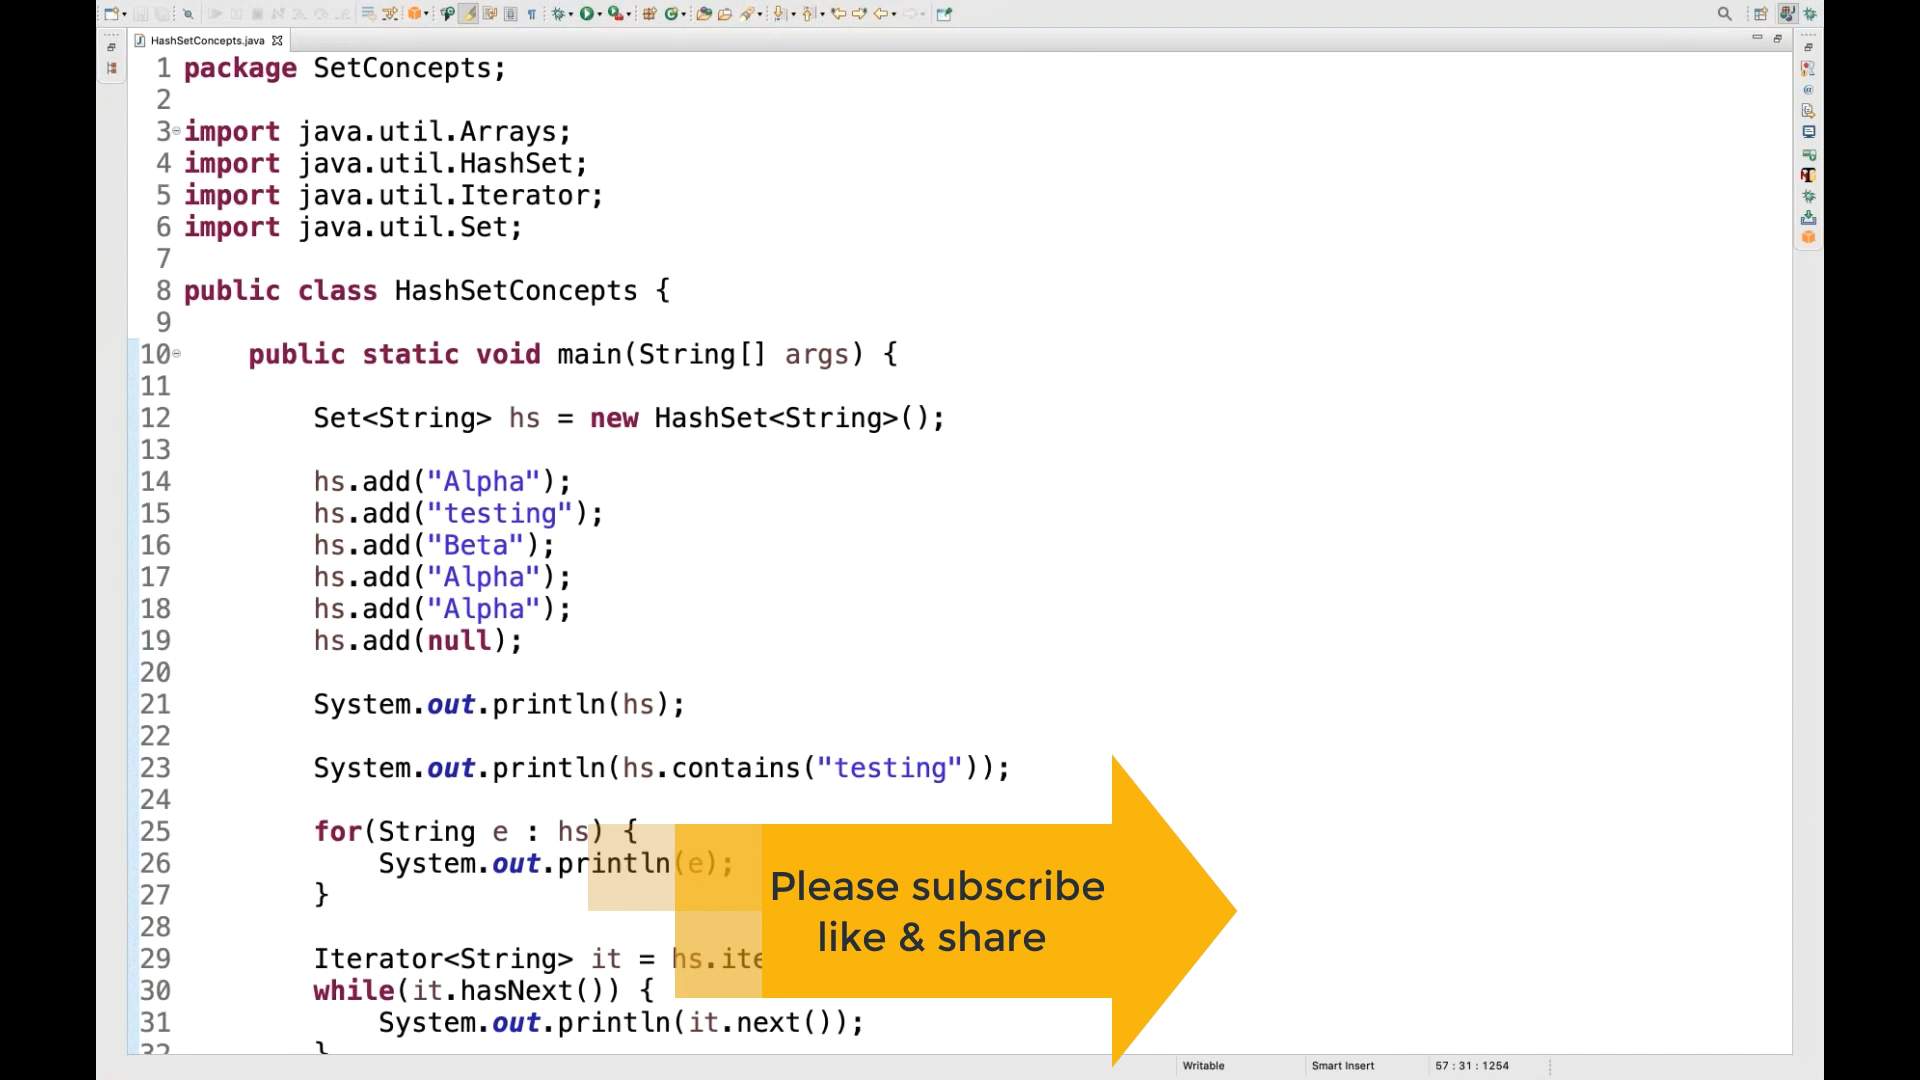 HashSetConcepts.java
1 package SetConcepts;
2
3 import java.util.Arrays;
4 import java.util.HashSet;
5 import java.util.Iterator;
6 import java.util.Set;
7
8 public class HashSetConcepts {
9
10 public static void main(String[] args) {
11
12 Set<String> hs = new HashSet<String>();
13
14 hs.add("Alpha");
15 hs.add("testing");
16 hs.add("Beta");
17 hs.add("Alpha");
18 hs.add("Alpha");
19 hs.add(null);
20
21 System.out.println(hs);
22
23 System.out.println(hs.contains("testing"));
24
25 for(String e : hs) {
26 System.out.println(e);
27 }
28
29 Iterator<String> it = hs.ite
30 while(it.hasNext()) {
31 System.out.println(it.next());
32 }
Please subscribe
like & share
Writable Smart Insert 57 : 31 : 1254